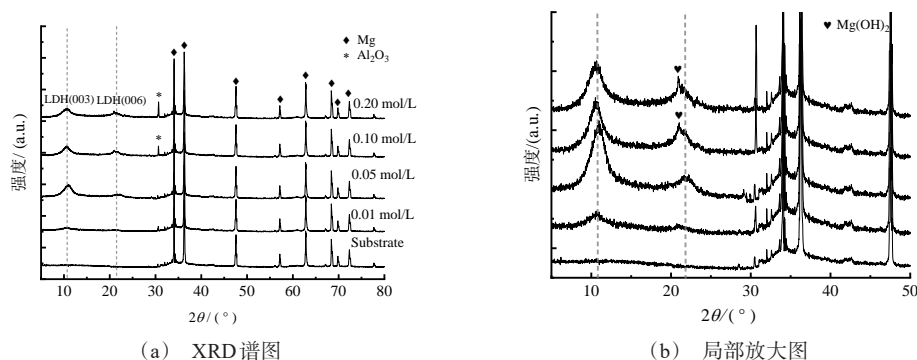 (a)
◆ Mg
* Al₂O₃
LDH(003) LDH(006)
*
0.20 mol/L
*
0.10 mol/L
0.05 mol/L
0.01 mol/L
Substrate
强度/(a.u.)
10 20 30 40 50 60 70 80
2θ/(°)
(a) XRD谱图
(b)
♥ Mg(OH)₂
强度/(a.u.)
10 20 30 40 50
2θ/(°)
(b) 局部放大图